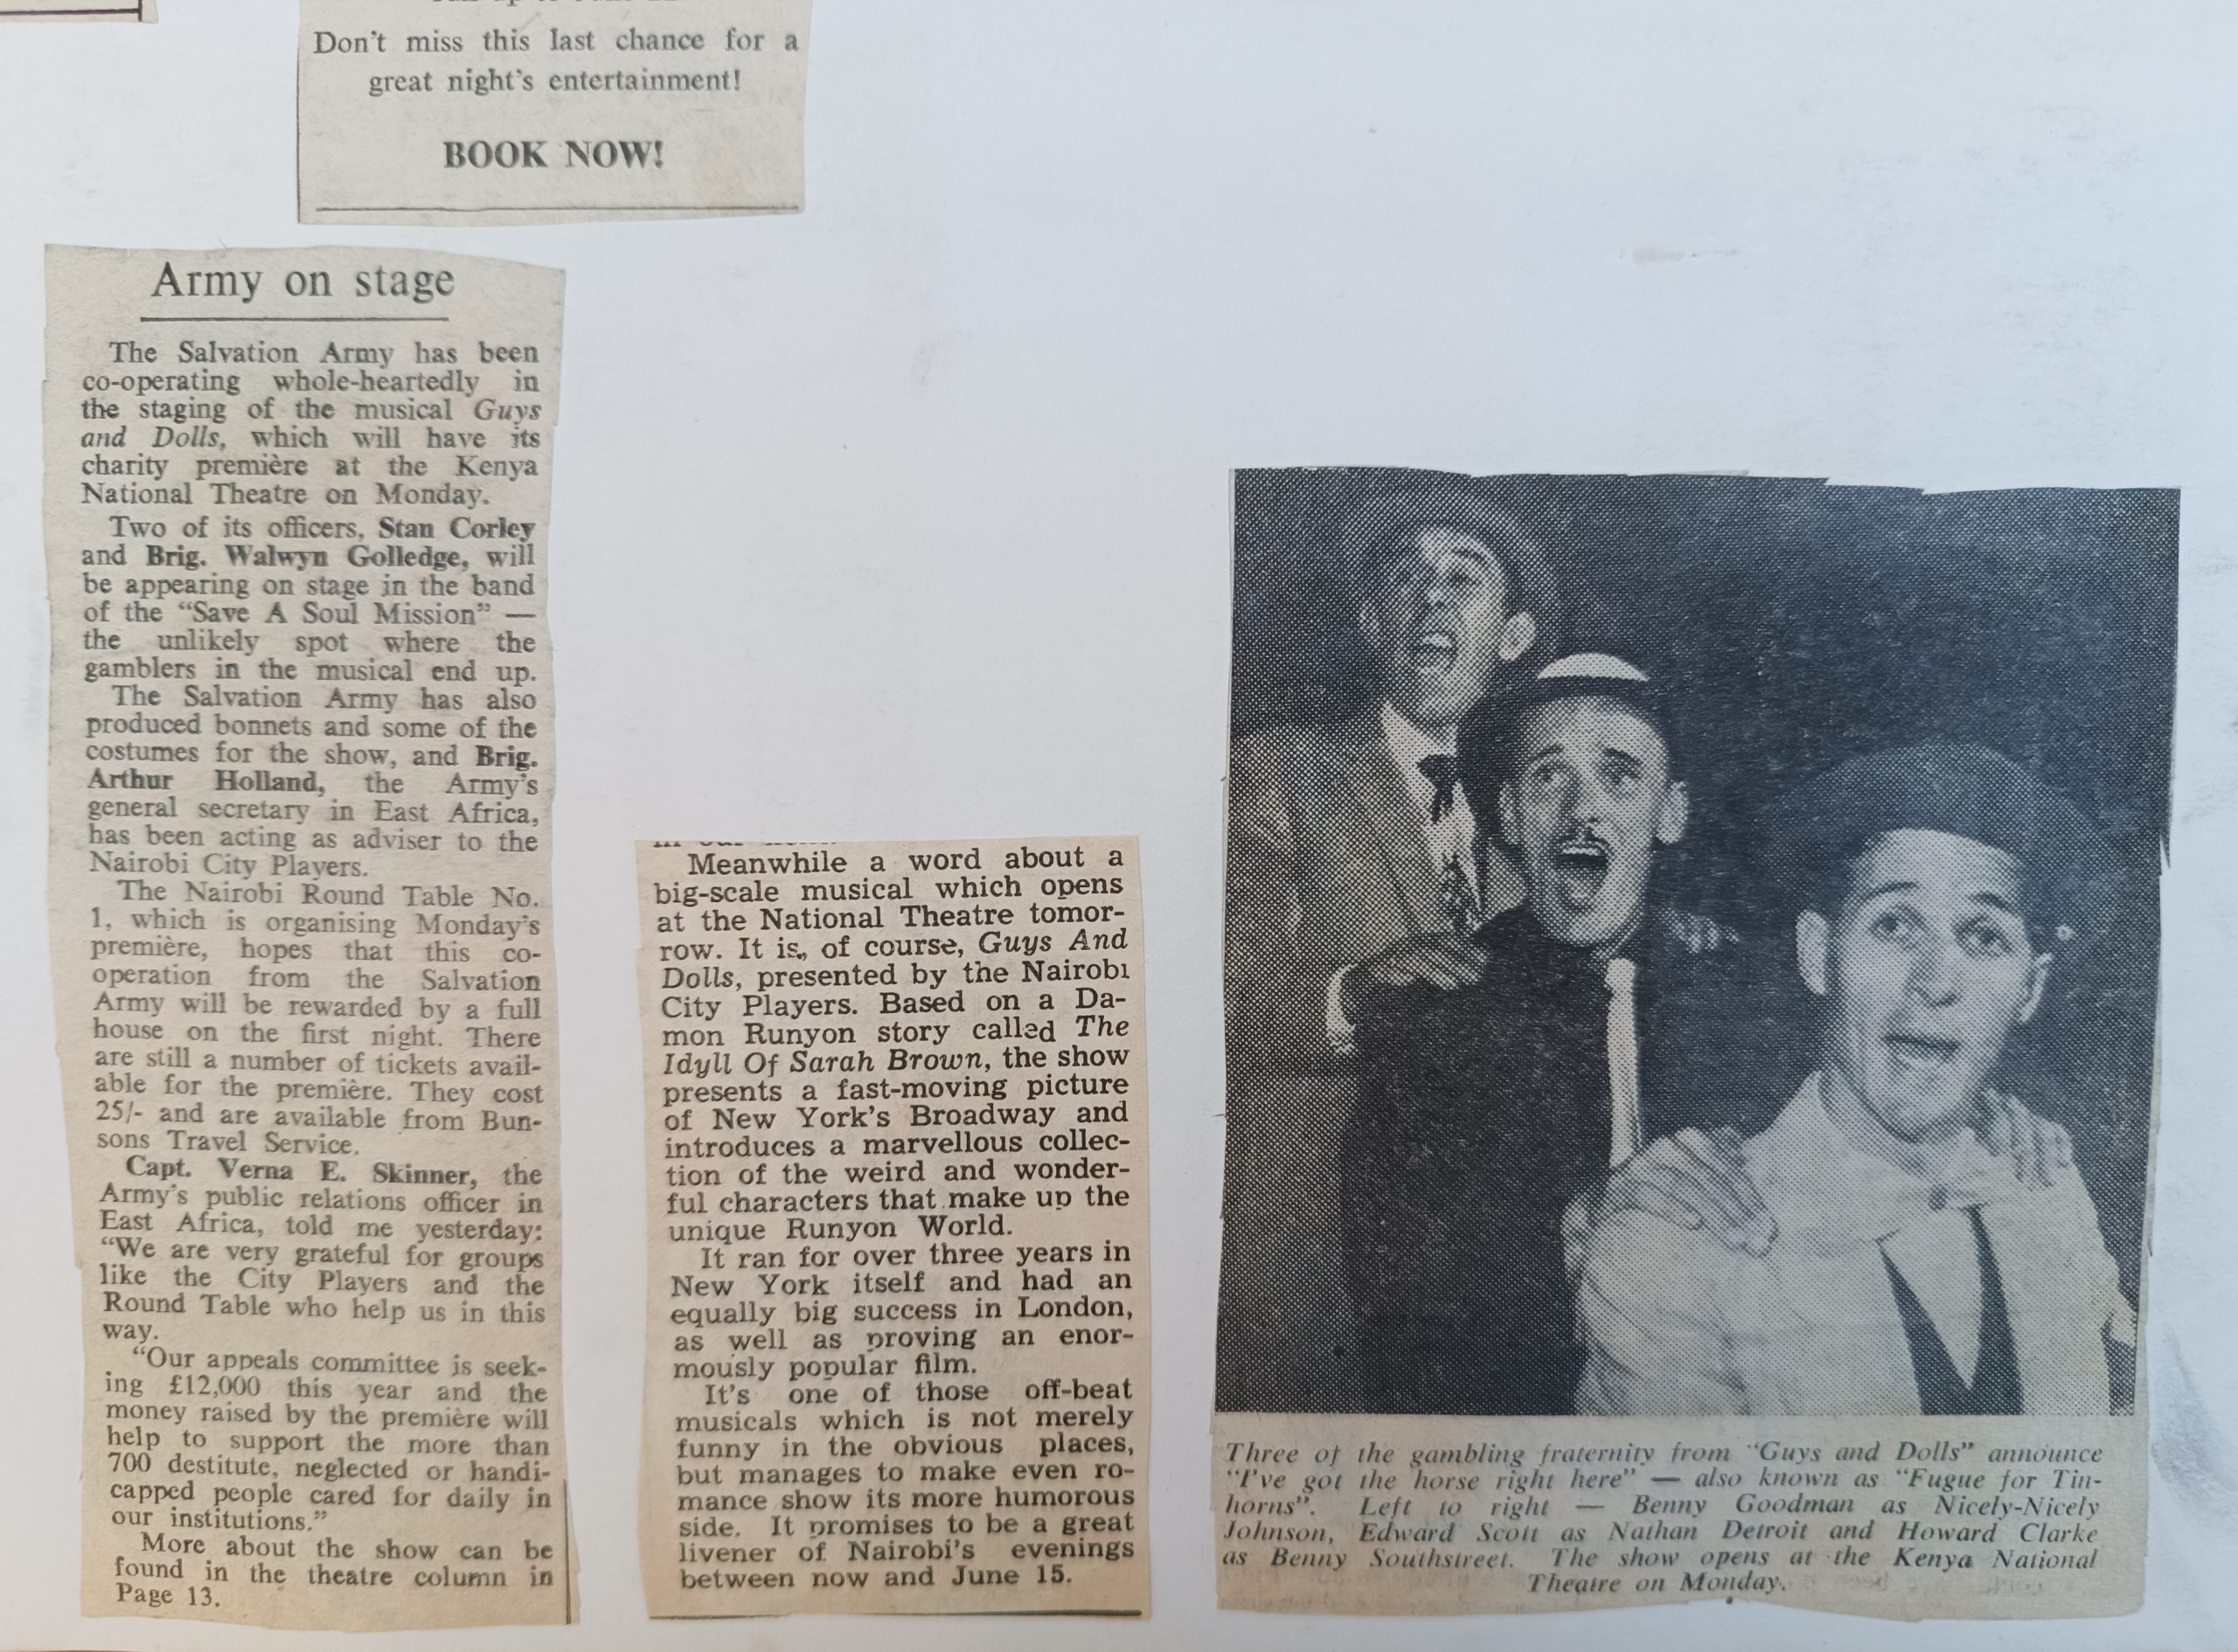 Don't miss this last chance for a
great night's entertainment!
BOOK NOW!
Army on stage
The Salvation Army has been
co-operating whole-heartedly in
the staging of the musical Guys
and Dolls, which will have its
charity première at the Kenya
National Theatre on Monday.
Two of its officers, Stan Corley
and Brig. Walwyn Golledge, will
be appearing on stage in the band
of the “Save A Soul Mission” —
the unlikely spot where the
gamblers in the musical end up.
The Salvation Army has also
produced bonnets and some of the
costumes for the show, and Brig.
Arthur Holland, the Army's
general secretary in East Africa,
has been acting as adviser to the
Nairobi City Players.
The Nairobi Round Table No.
1, which is organising Monday's
première, hopes that this co-
operation from the Salvation
Army will be rewarded by a full
house on the first night. There
are still a number of tickets avail-
able for the première. They cost
25/- and are available from Bun-
sons Travel Service.
Capt. Verna E. Skinner, the
Army's public relations officer in
East Africa, told me yesterday:
“We are very grateful for groups
like the City Players and the
Round Table who help us in this
way.
“Our appeals committee is seek-
ing £12,000 this year and the
money raised by the première will
help to support the more than
700 destitute, neglected or handi-
capped people cared for daily in
our institutions.”
More about the show can be
found in the theatre column in
Page 13.
Meanwhile a word about a
big-scale musical which opens
at the National Theatre tomor-
row. It is, of course, Guys And
Dolls, presented by the Nairobi
City Players. Based on a Da-
mon Runyon story called The
Idyll Of Sarah Brown, the show
presents a fast-moving picture
of New York's Broadway and
introduces a marvellous collec-
tion of the weird and wonder-
ful characters that make up the
unique Runyon World.
It ran for over three years in
New York itself and had an
equally big success in London,
as well as proving an enor-
mously popular film.
It's one of those off-beat
musicals which is not merely
funny in the obvious places,
but manages to make even ro-
mance show its more humorous
side. It promises to be a great
livener of Nairobi's evenings
between now and June 15.
Three of the gambling fraternity from “Guys and Dolls” announce
“I've got the horse right here” — also known as “Fugue for Tin-
horns”. Left to right — Benny Goodman as Nicely-Nicely
Johnson, Edward Scott as Nathan Detroit and Howard Clarke
as Benny Southstreet. The show opens at the Kenya National
Theatre on Monday.